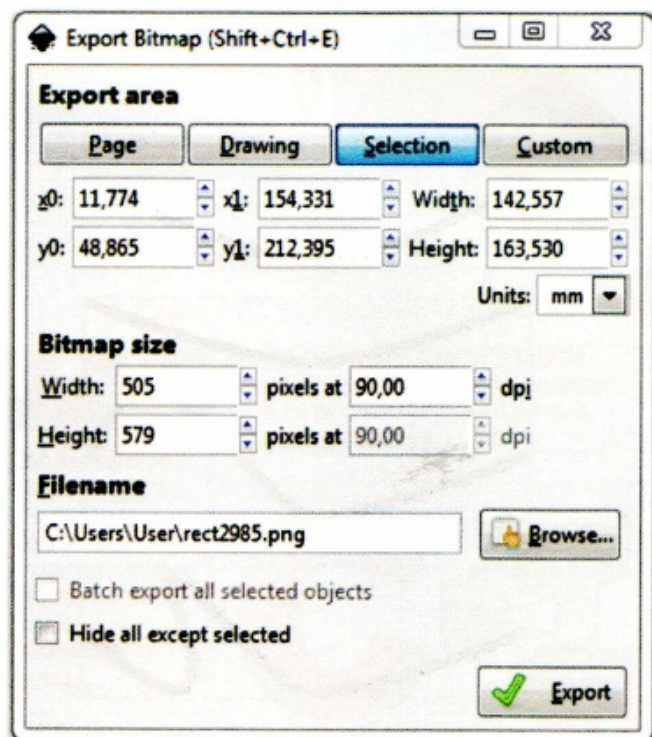 Export Bitmap (Shift+Ctrl+E)
Export area
Page Drawing Selection Custom
x0: 11,774 x1: 154,331 Width: 142,557
y0: 48,865 y1: 212,395 Height: 163,530
Units: mm
Bitmap size
Width: 505 pixels at 90,00 dpi
Height: 579 pixels at 90,00 dpi
Filename
C:\Users\User\rect2985.png Browse...
Batch export all selected objects
Hide all except selected
Export